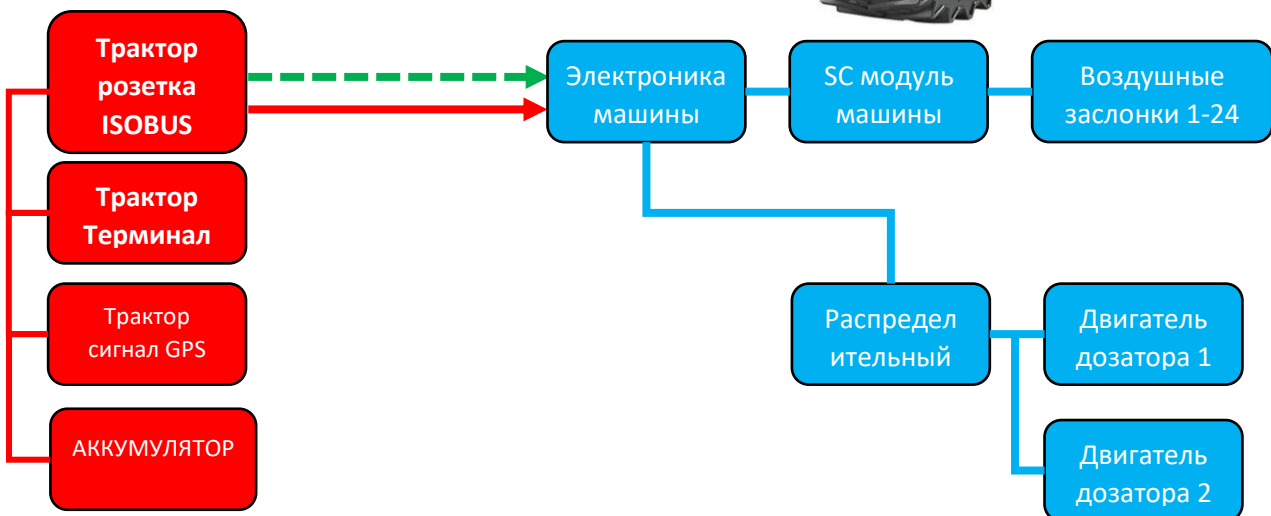 Трактор
розетка
ISOBUS
Электроника
машины
SC модуль
машины
Воздушные
заслонки 1-24
Трактор
Терминал
Трактор
сигнал GPS
Распредел
ительный
Двигатель
дозатора 1
АККУМУЛЯТОР
Двигатель
дозатора 2